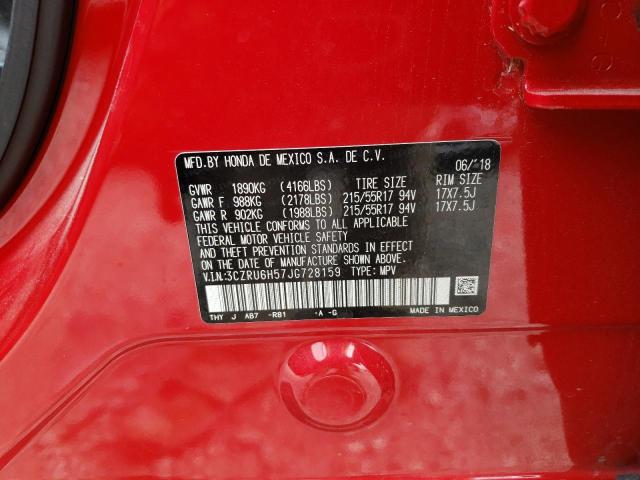 MFD.BY HONDA DE MEXICO S.A. DE C.V. 06/18
GVWR 1890KG (4166LBS) TIRE SIZE RIM SIZE
GAWR F 988KG (2178LBS) 215/55R17 94V 17X7.5J
GAWR R 902KG (1988LBS) 215/55R17 94V 17X7.5J
THIS VEHICLE CONFORMS TO ALL APPLICABLE
FEDERAL MOTOR VEHICLE SAFETY
AND THEFT PREVENTION STANDARDS IN EFFECT
ON THE DATE OF MANUFACTURE SHOWN ABOVE.
V.I.N:3CZRU6H57JG728159 TYPE: MPV
THY J AB7 -RB1 -A -G MADE IN MEXICO